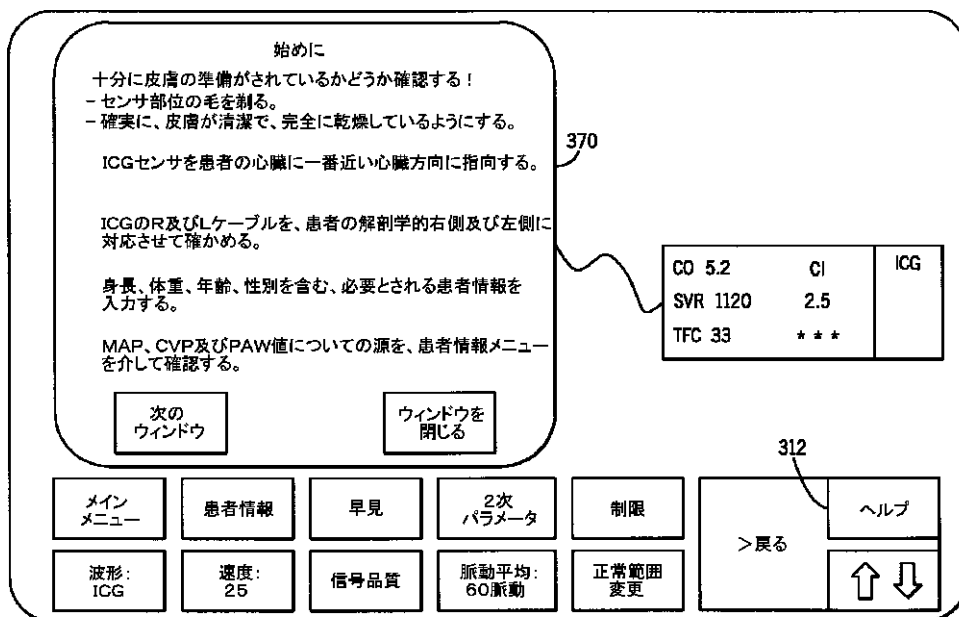 始めに
十分に皮膚の準備がされているかどうか確認する!
- センサ部位の毛を剃る。
- 確実に、皮膚が清潔で、完全に乾燥しているようにする。
ICGセンサを患者の心臓に一番近い心臓方向に指向する。
ICGのR及びLケーブルを、患者の解剖学的右側及び左側に
対応させて確かめる。
身長、体重、年齢、性別を含む、必要とされる患者情報を
入力する。
MAP、CVP及びPAW値についての源を、患者情報メニュー
を介して確認する。
次の
ウィンドウ
ウィンドウを
閉じる
370
CO 5.2 CI ICG
SVR 1120 2.5
TFC 33 * * *
312
メイン
メニュー
患者情報
早見
2次
パラメータ
制限
>戻る
ヘルプ
波形:
ICG
速度:
25
信号品質
脈動平均:
60脈動
正常範囲
変更